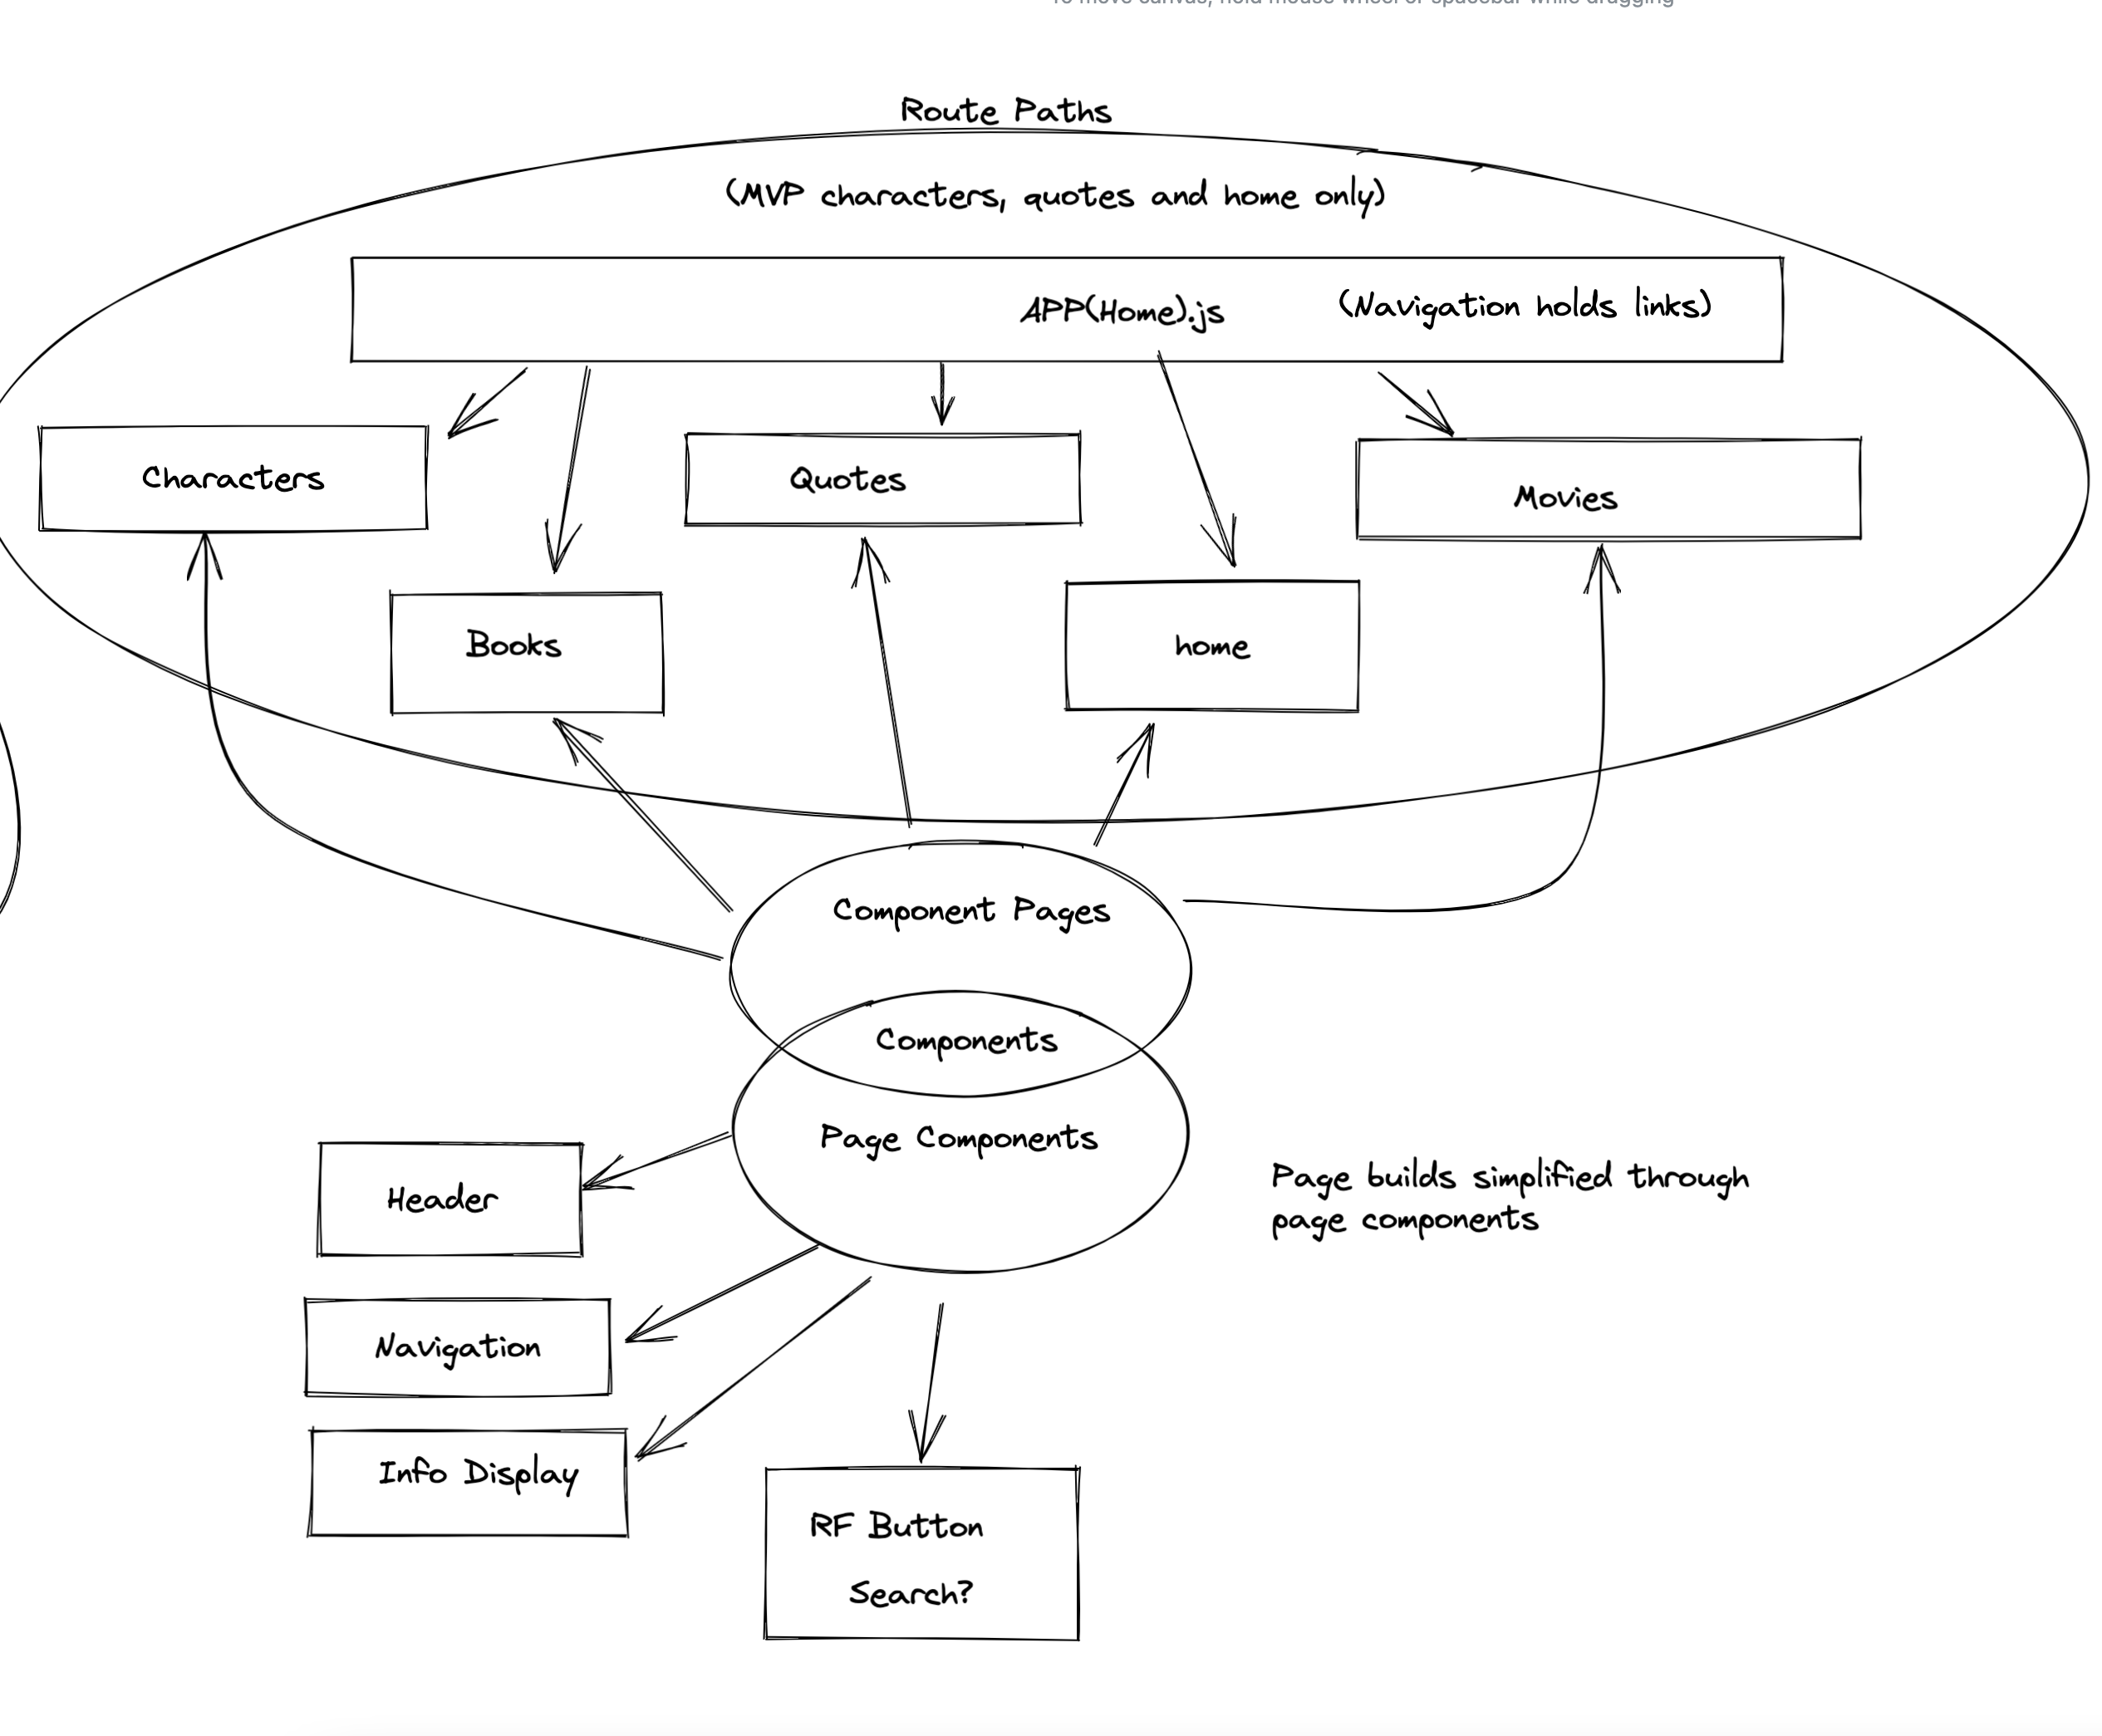 To move canvas, hold mouse wheel or spacebar while dragging
Route Paths
(MVP characters, quotes and home only)
APP(Home).js
(Navigation holds links)
Characters
Quotes
Movies
Books
home
Component Pages
Components
Page Components
Header
Page builds simplified through
page components
Navigation
Info Display
RF Button
Search?